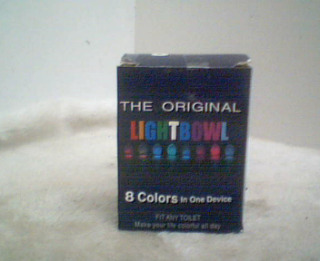 THE ORIGINAL
LIGHTBOWL
8 Colors In One Device
FIT ANY TOILET
Make your life colorful all day